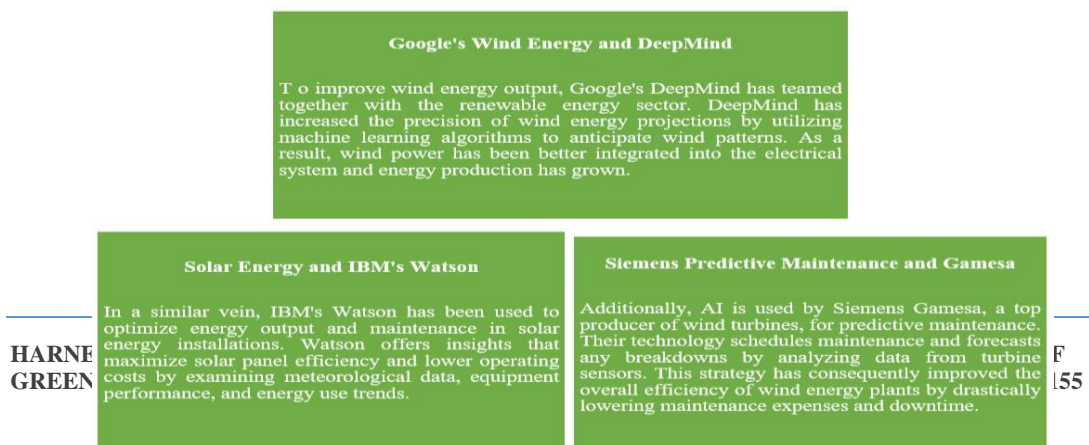 Google's Wind Energy and DeepMind
T o improve wind energy output, Google's DeepMind has teamed
together with the renewable energy sector. DeepMind has
increased the precision of wind energy projections by utilizing
machine learning algorithms to anticipate wind patterns. As a
result, wind power has been better integrated into the electrical
system and energy production has grown.
Solar Energy and IBM's Watson
In a similar vein, IBM's Watson has been used to
optimize energy output and maintenance in solar
energy installations. Watson offers insights that
maximize solar panel efficiency and lower operating
costs by examining meteorological data, equipment
performance, and energy use trends.
Siemens Predictive Maintenance and Gamesa
Additionally, AI is used by Siemens Gamesa, a top
producer of wind turbines, for predictive maintenance.
Their technology schedules maintenance and forecasts
any breakdowns by analyzing data from turbine
sensors. This strategy has consequently improved the
overall efficiency of wind energy plants by drastically
lowering maintenance expenses and downtime.
GREEN